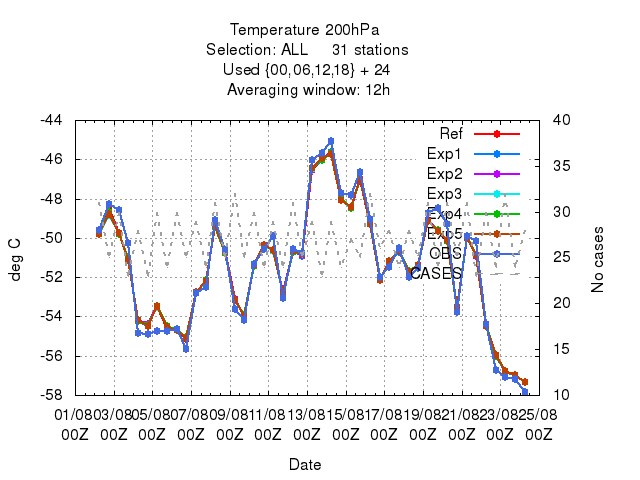 Temperature 200hPa
Selection: ALL 31 stations
Used {00,06,12,18} + 24
Averaging window: 12h
-44
-46
-48
-50
-52
-54
-56
-58
deg C
40
35
30
25
20
15
10
No cases
Ref
Exp1
Exp2
Exp3
Exp4
Exp5
OBS
CASES
01/08 03/08 05/08 07/08 09/08 11/08 13/08 15/08 17/08 19/08 21/08 23/08 25/08
00Z 00Z 00Z 00Z 00Z 00Z 00Z 00Z 00Z 00Z 00Z 00Z 00Z
Date